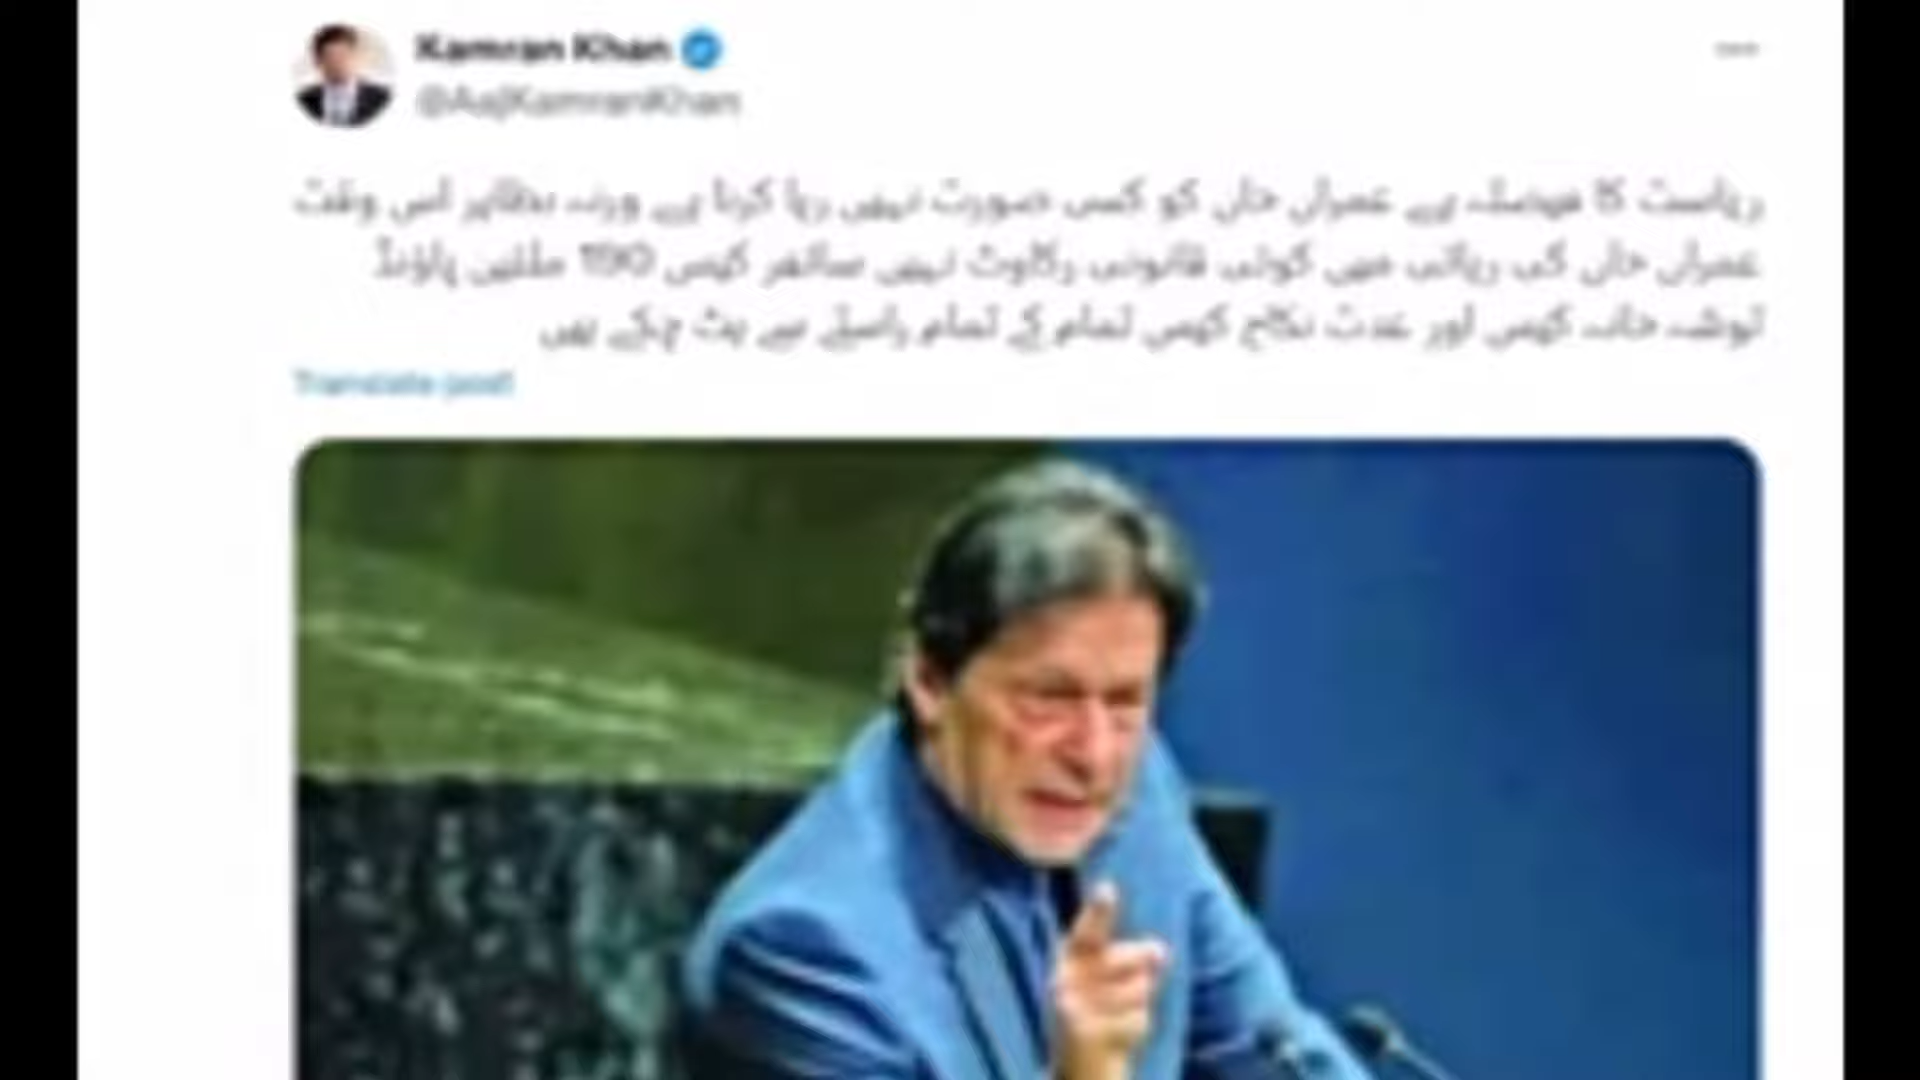 Kamran Khan
@AajKamranKhan
ریاست کا فیصلہ ہے عمران خان کو کسی صورت نہیں رہا کرنا ہے ورنہ بظاہر اس وقت
عمران خان کی رہائی میں کوئی قانونی رکاوٹ نہیں سائفر کیس 190 ملین پاؤنڈ
توشہ خانہ کیس اور عدت نکاح کیس تمام کے تمام راستے سے ہٹ چکے ہیں
Translate post